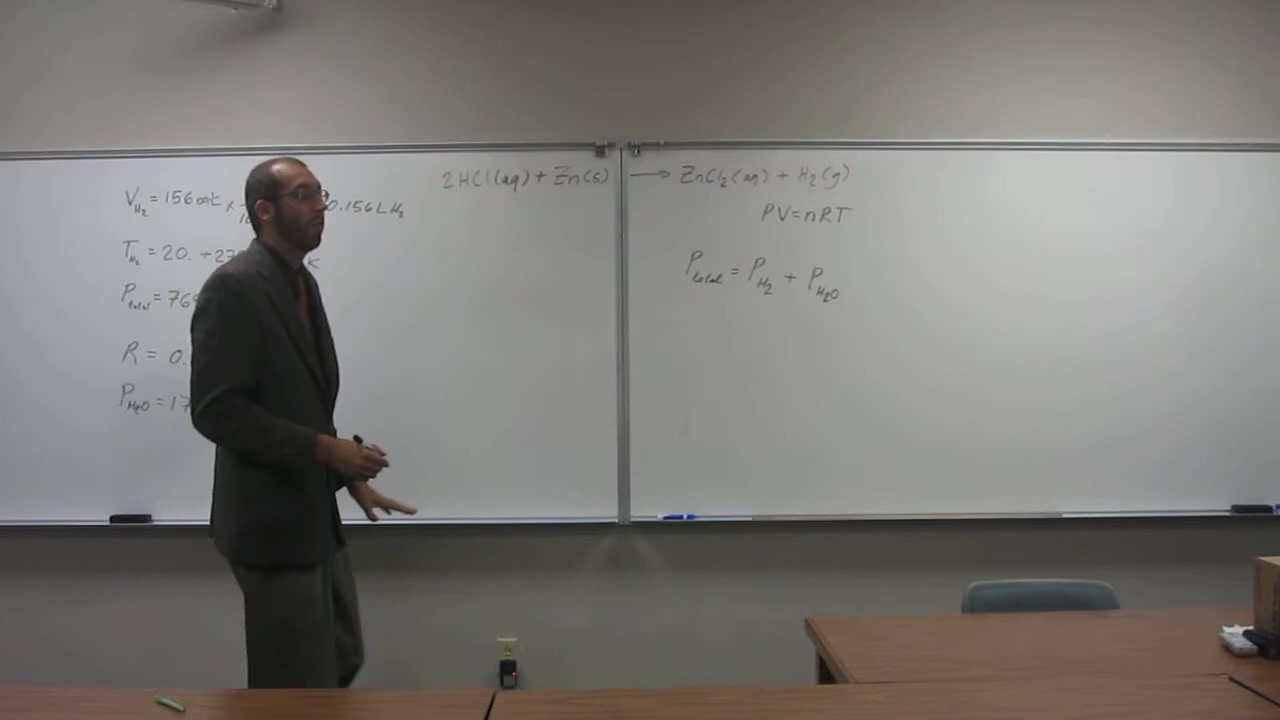 2HCl(aq) + Zn(s) → ZnCl₂(aq) + H₂(g)
V_H₂ = 156 mL x 0.156 L H₂
T_H₂ = 20. + 27 K
P_total = 76
R = 0.
P_H₂O = 17
PV = nRT
P_total = P_H₂ + P_H₂O